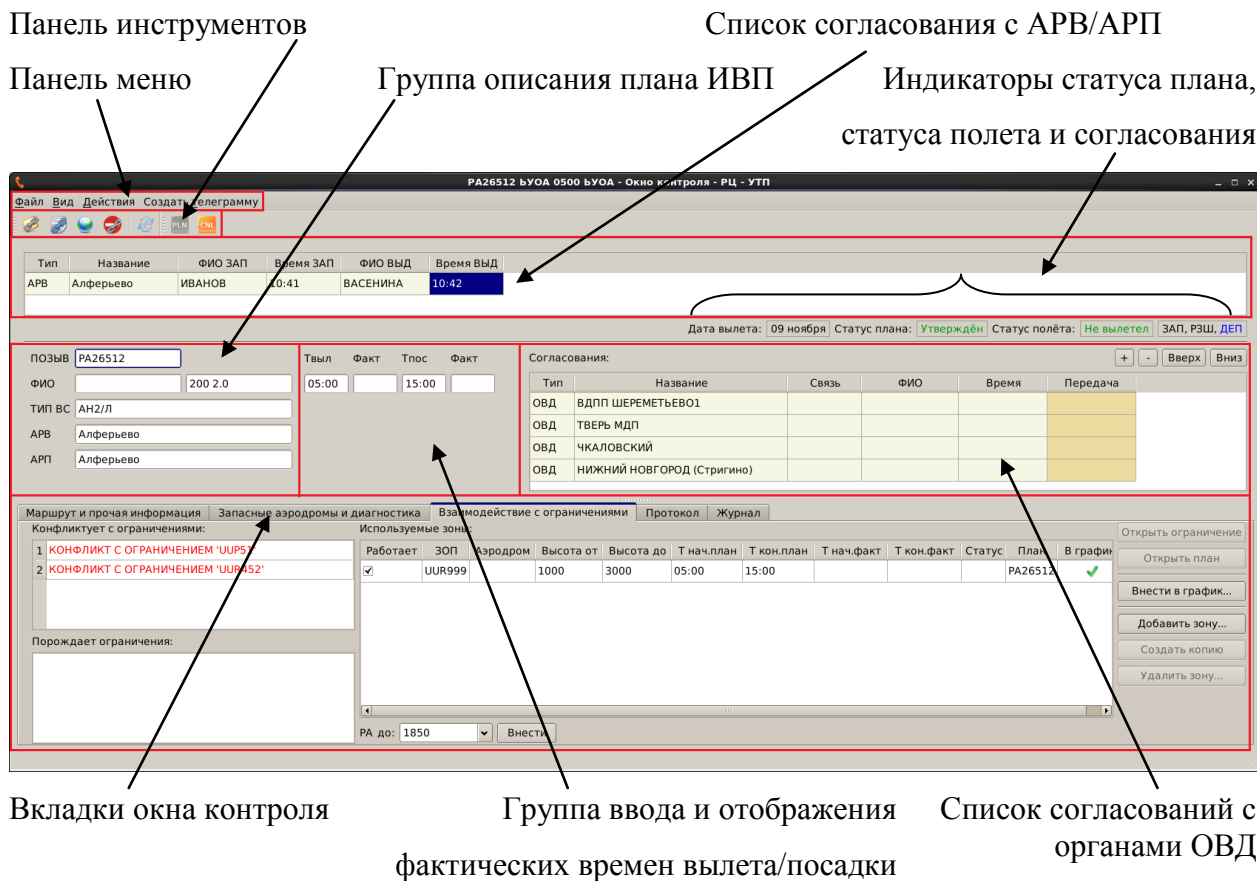 Панель инструментов
Список согласования с АРВ/АРП
Панель меню
Группа описания плана ИВП
Индикаторы статуса плана,
статуса полета и согласования
РА26512 ЬУОА 0500 ЬУОА - Окно контроля - РЦ - УТП
Файл Вид Действия Создать телеграмму
PLN CNL
Тип Название ФИО ЗАП Время ЗАП ФИО ВЫД Время ВЫД
АРВ Алферьево ИВАНОВ 10:41 ВАСЕНИНА 10:42
Дата вылета: 09 ноября Статус плана: Утверждён Статус полёта: Не вылетел ЗАП, РЗШ, ДЕП
ПОЗЫВ РА26512
ФИО 200 2.0
ТИП ВС АН2/Л
АРВ Алферьево
АРП Алферьево
Твыл Факт Тпос Факт
05:00 15:00
Согласования: + - Вверх Вниз
Тип Название Связь ФИО Время Передача
ОВД ВДПП ШЕРЕМЕТЬЕВО1
ОВД ТВЕРЬ МДП
ОВД ЧКАЛОВСКИЙ
ОВД НИЖНИЙ НОВГОРОД (Стригино)
Маршрут и прочая информация Запасные аэродромы и диагностика Взаимодействие с ограничениями Протокол Журнал
Конфликтует с ограничениями:
1 КОНФЛИКТ С ОГРАНИЧЕНИЕМ 'UUP51'
2 КОНФЛИКТ С ОГРАНИЧЕНИЕМ 'UUR452'
Порождает ограничения:
Используемые зоны:
Работает ЗОП Аэродром Высота от Высота до Т нач.план Т кон.план Т нач.факт Т кон.факт Статус План В график
UUR999 1000 3000 05:00 15:00 РА26512
РА до: 1850 Внести
Открыть ограничение
Открыть план
Внести в график...
Добавить зону...
Создать копию
Удалить зону...
Вкладки окна контроля
Группа ввода и отображения
фактических времен вылета/посадки
Список согласований с
органами ОВД